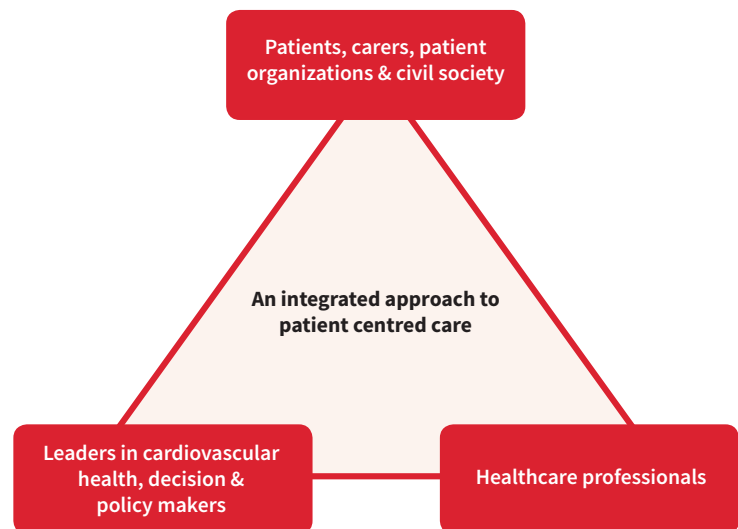 Patients, carers, patient
organizations & civil society
An integrated approach to
patient centred care
Leaders in cardiovascular
health, decision &
policy makers
Healthcare professionals